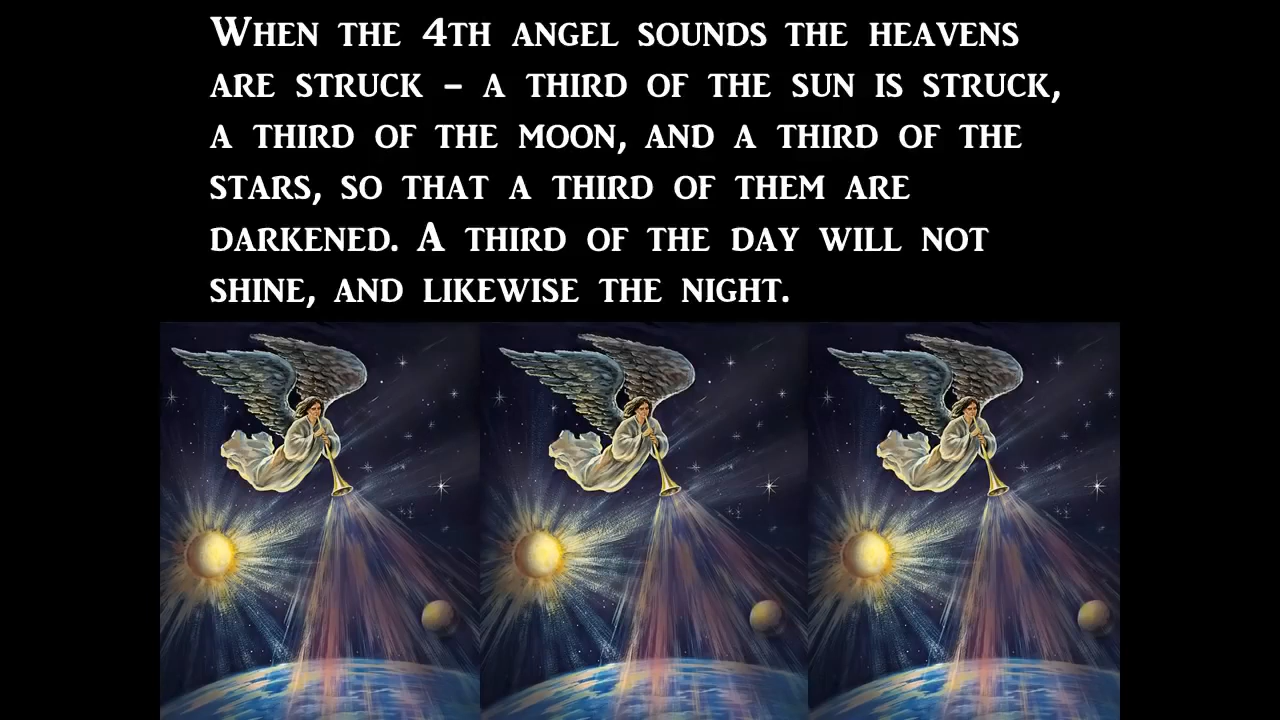 When the 4th angel sounds the heavens
are struck – a third of the sun is struck,
a third of the moon, and a third of the
stars, so that a third of them are
darkened. A third of the day will not
shine, and likewise the night.